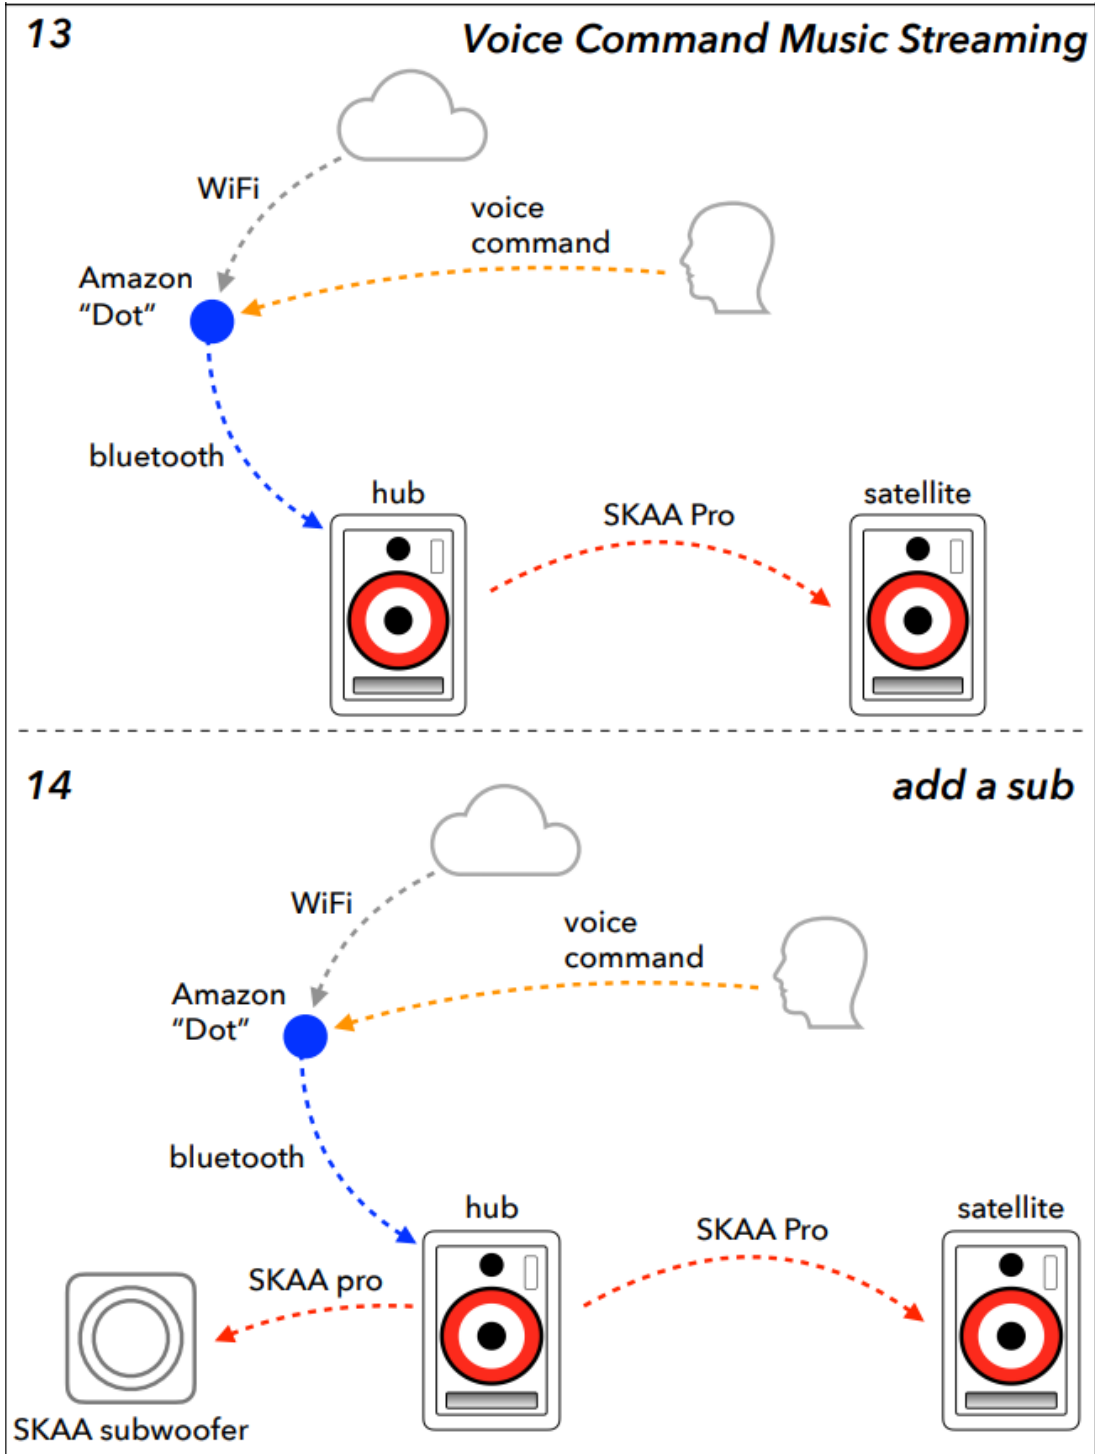 13
Voice Command Music Streaming
WiFi
voice
command
Amazon
“Dot”
bluetooth
hub
SKAA Pro
satellite
14
add a sub
WiFi
voice
command
Amazon
“Dot”
bluetooth
hub
SKAA Pro
satellite
SKAA pro
SKAA subwoofer